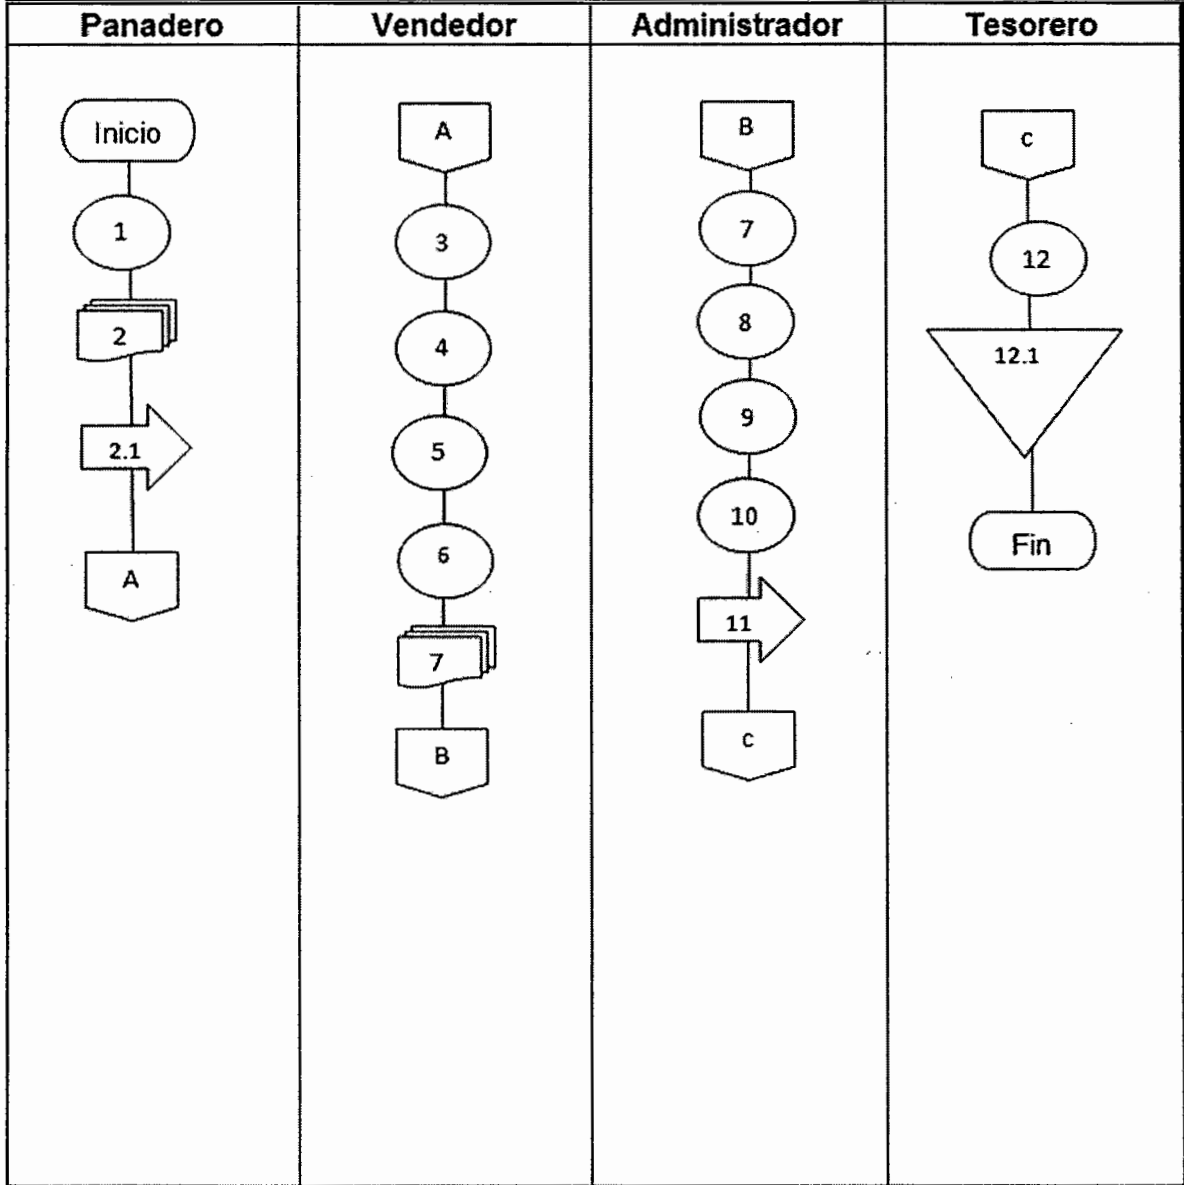 Panadero
Vendedor
Administrador
Tesorero
Inicio
1
2
2.1
A
A
3
4
5
6
7
B
B
7
8
9
10
11
c
c
12
12.1
Fin